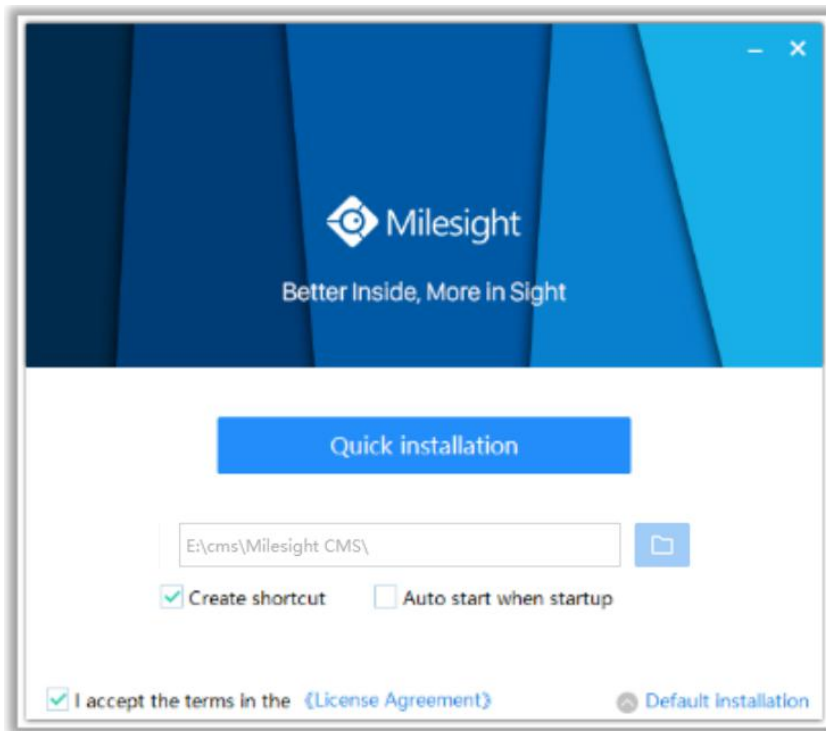 Milesight
Better Inside, More in Sight
Quick installation
E:\cms\Milesight CMS\
Create shortcut
Auto start when startup
I accept the terms in the 《License Agreement》
Default installation